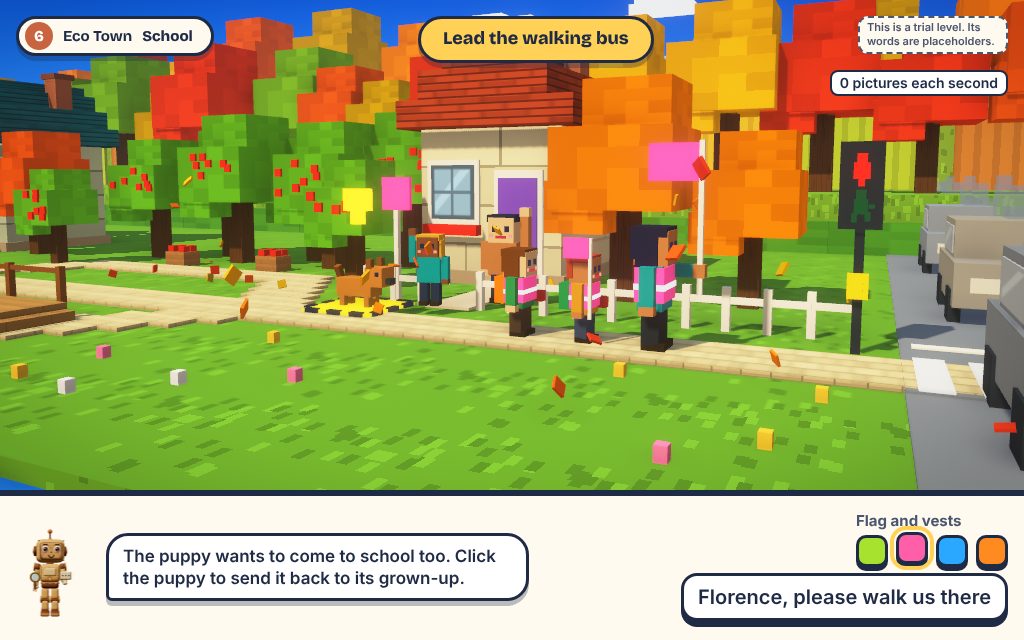 6 Eco Town School
Lead the walking bus
This is a trial level. Its
words are placeholders.
0 pictures each second
The puppy wants to come to school too. Click
the puppy to send it back to its grown-up.
Flag and vests
Florence, please walk us there